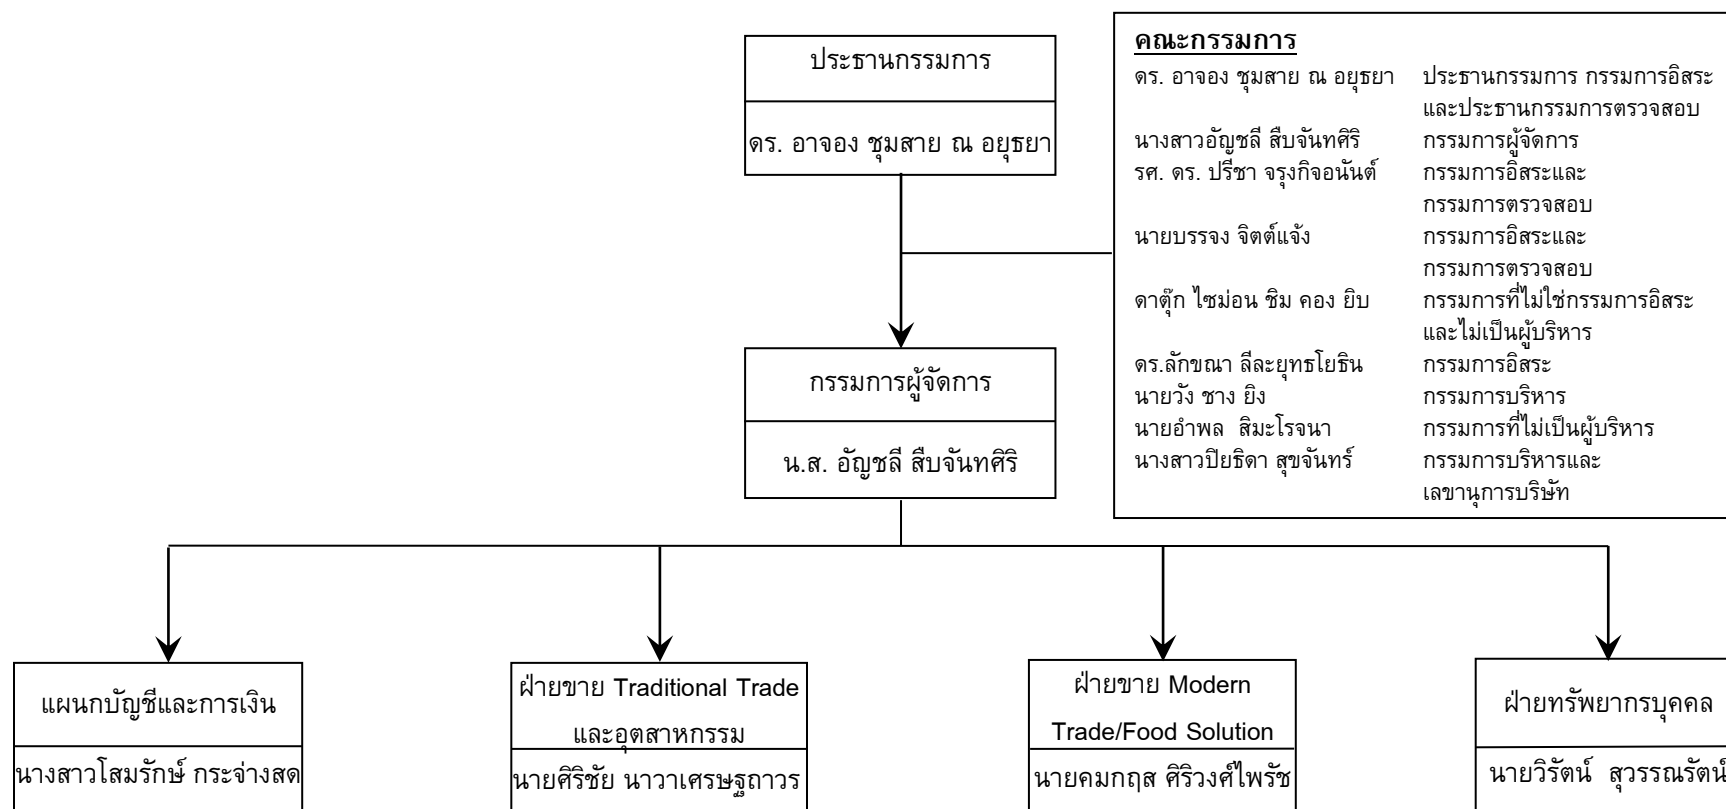 ประธานกรรมการ
ดร. อาจอง ชุมสาย ณ อยุธยา
คณะกรรมการ
ดร. อาจอง ชุมสาย ณ อยุธยา ประธานกรรมการ กรรมการอิสระ
และประธานกรรมการตรวจสอบ
นางสาวอัญชลี สืบจันทศิริ กรรมการผู้จัดการ
รศ. ดร. ปรีชา จรุงกิจอนันต์ กรรมการอิสระและ
กรรมการตรวจสอบ
นายบรรจง จิตต์แจ้ง กรรมการอิสระและ
กรรมการตรวจสอบ
ดาตุ๊ก ไซม่อน ชิม คอง ยิบ กรรมการที่ไม่ใช่กรรมการอิสระ
และไม่เป็นผู้บริหาร
ดร.ลักขณา ลีละยุทธโยธิน กรรมการอิสระ
นายวัง ชาง ยิง กรรมการบริหาร
นายอำพล สิมะโรจนา กรรมการที่ไม่เป็นผู้บริหาร
นางสาวปิยธิดา สุขจันทร์ กรรมการบริหารและ
เลขานุการบริษัท
กรรมการผู้จัดการ
น.ส. อัญชลี สืบจันทศิริ
แผนกบัญชีและการเงิน
นางสาวโสมรักษ์ กระจ่างสด
ฝ่ายขาย Traditional Trade
และอุตสาหกรรม
นายศิริชัย นาวาเศรษฐถาวร
ฝ่ายขาย Modern
Trade/Food Solution
นายคมกฤส ศิริวงศ์ไพรัช
ฝ่ายทรัพยากรบุคคล
นายวิรัตน์ สุวรรณรัตน์